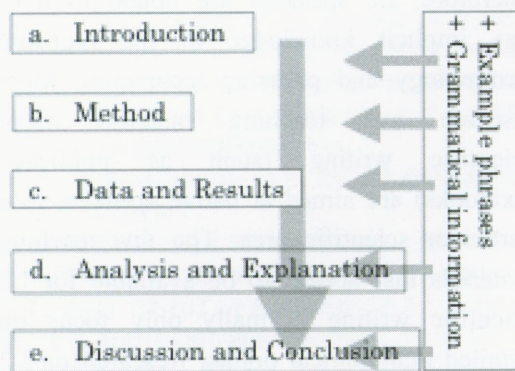 a. Introduction
b. Method
c. Data and Results
d. Analysis and Explanation
e. Discussion and Conclusion
+ Example phrases
+ Grammatical information